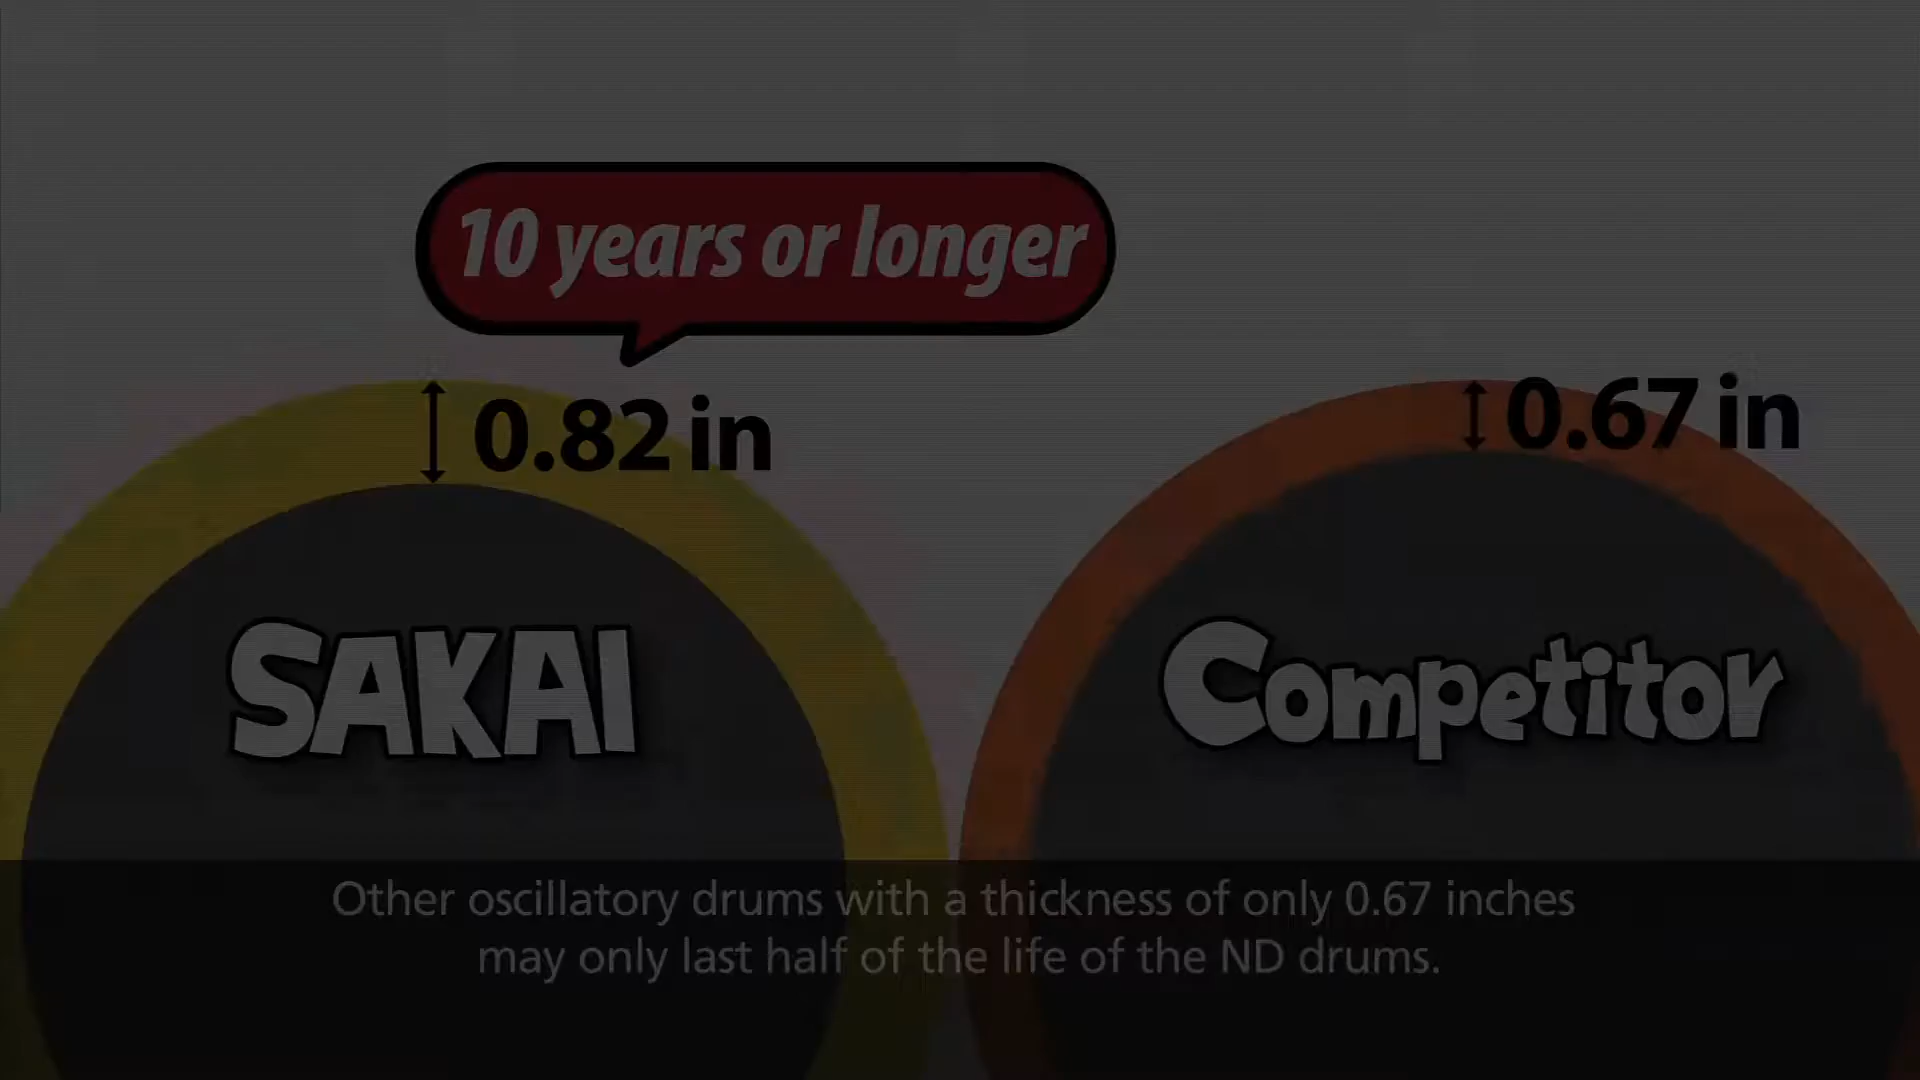 10 years or longer
0.82 in
0.67 in
SAKAI
Competitor
Other oscillatory drums with a thickness of only 0.67 inches
may only last half of the life of the ND drums.